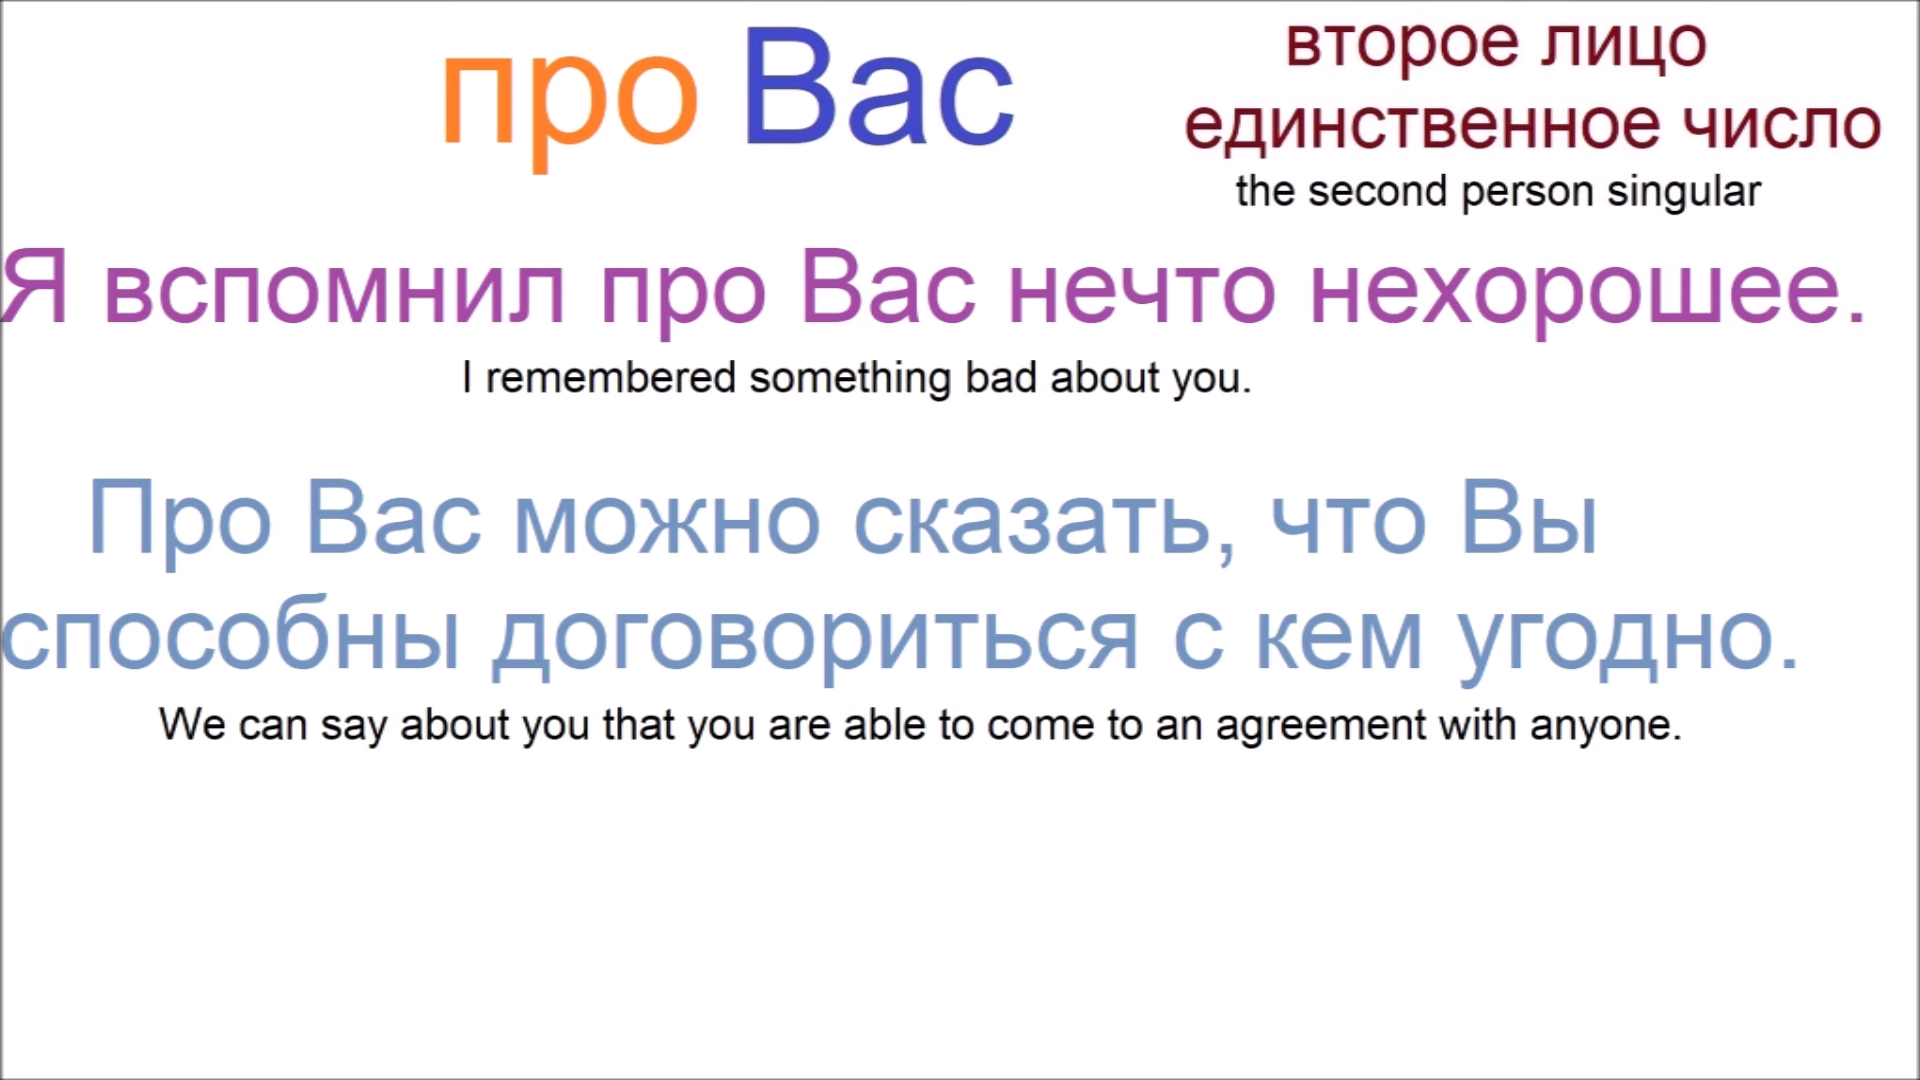 про Вас
второе лицо
единственное число
the second person singular
Я вспомнил про Вас нечто нехорошее.
I remembered something bad about you.
Про Вас можно сказать, что Вы
способны договориться с кем угодно.
We can say about you that you are able to come to an agreement with anyone.